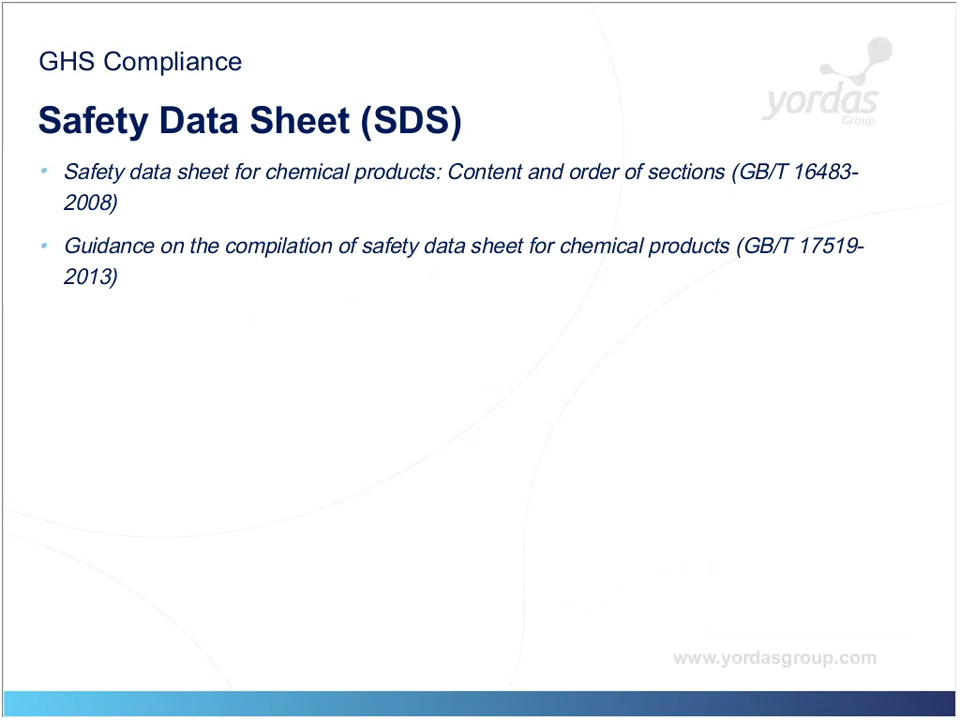 GHS Compliance
yordas
Group
Safety Data Sheet (SDS)
• Safety data sheet for chemical products: Content and order of sections (GB/T 16483-
2008)
• Guidance on the compilation of safety data sheet for chemical products (GB/T 17519-
2013)
www.yordasgroup.com